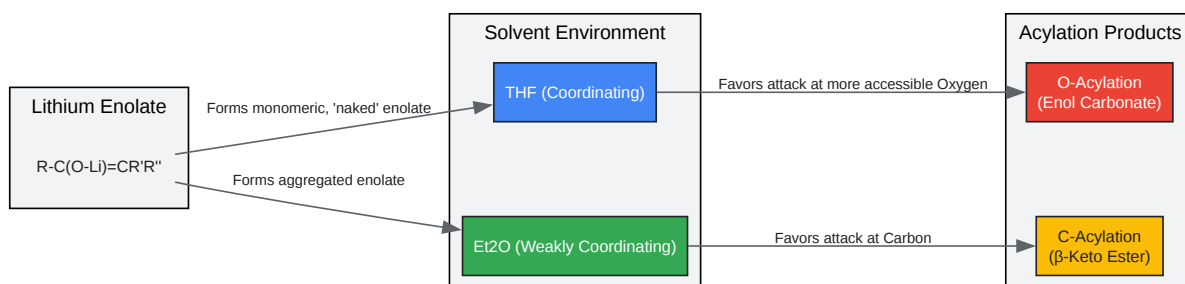 Lithium Enolate
R-C(O-Li)=CR'R"
Forms monomeric, 'naked' enolate
Forms aggregated enolate
Solvent Environment
THF (Coordinating)
Et2O (Weakly Coordinating)
Favors attack at more accessible Oxygen
Favors attack at Carbon
Acylation Products
O-Acylation
(Enol Carbonate)
C-Acylation
(β-Keto Ester)